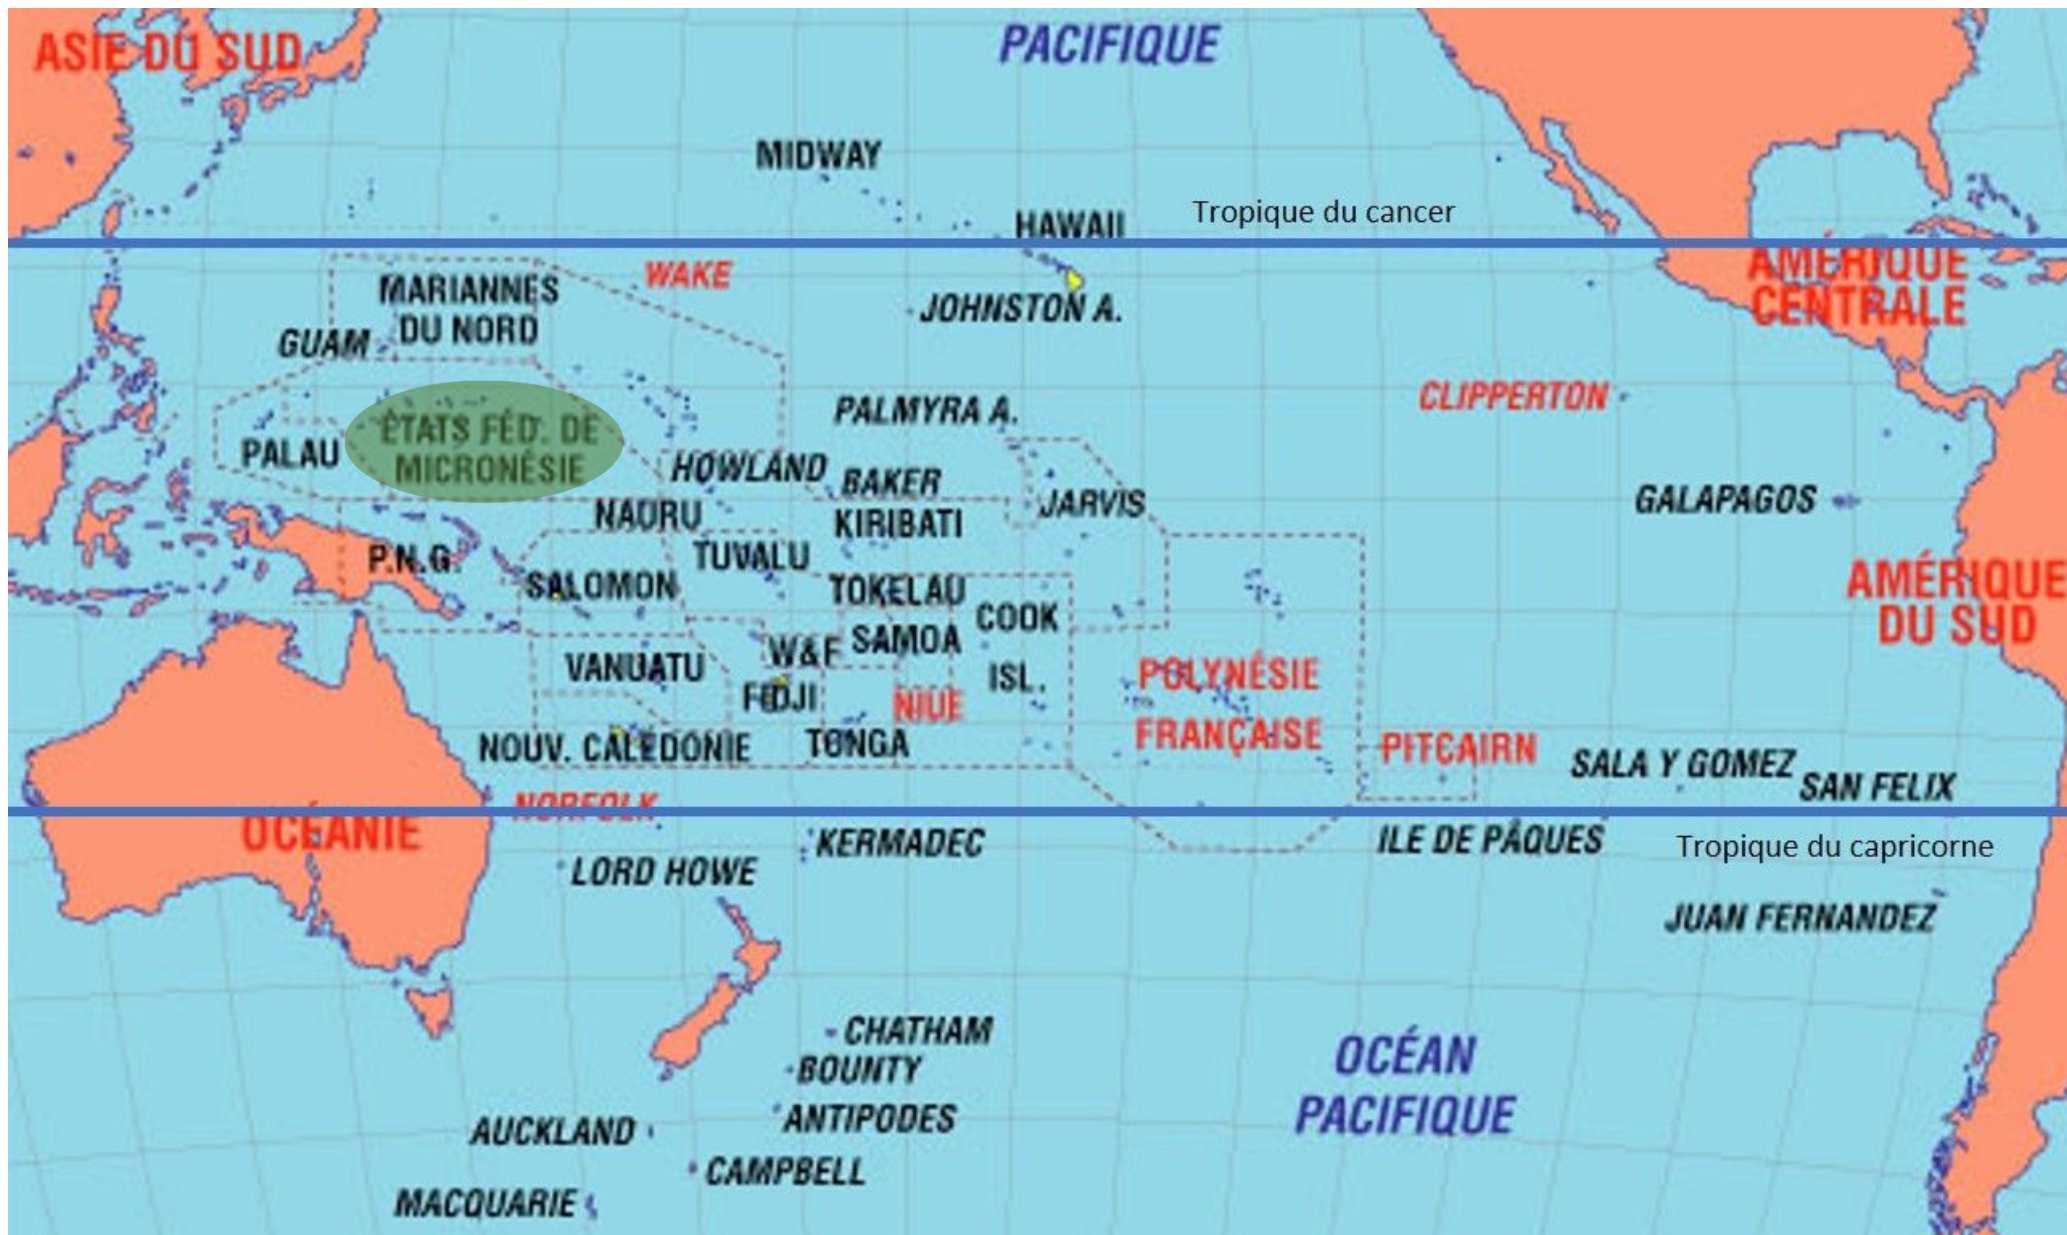 ASIE DU SUD
PACIFIQUE
MIDWAY
Tropique du cancer
HAWAII
WAKE
AMÉRIQUE
CENTRALE
MARIANNES
DU NORD
JOHNSTON A.
GUAM
CLIPPERTON
PALMYRA A.
ÉTATS FÉD. DE
MICRONÉSIE
PALAU
HOWLAND
BAKER
JARVIS
GALAPAGOS
NAURU
KIRIBATI
P.N.G.
TUVALU
SALOMON
TOKELAU
AMÉRIQUE
DU SUD
COOK
ISL.
SAMOA
W&F
VANUATU
POLYNÉSIE
FRANÇAISE
FIDJI
NIUE
NOUV. CALÉDONIE
TONGA
PITCAIRN
SALA Y GOMEZ
SAN FELIX
NORFOLK
OCÉANIE
KERMADEC
ILE DE PÂQUES
Tropique du capricorne
LORD HOWE
JUAN FERNANDEZ
CHATHAM
BOUNTY
OCÉAN
PACIFIQUE
ANTIPODES
AUCKLAND
CAMPBELL
MACQUARIE